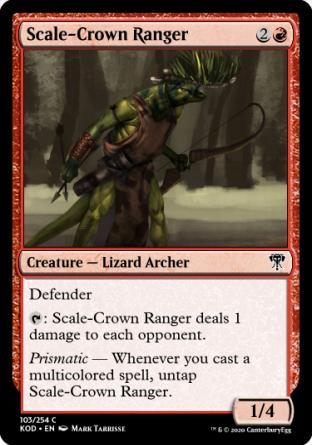 Scale-Crown Ranger 2
Creature — Lizard Archer
Defender
: Scale-Crown Ranger deals 1
damage to each opponent.
Prismatic — Whenever you cast a
multicolored spell, untap
Scale-Crown Ranger.
1/4
103/254 C
KOD • EN Mark Tarrisse
™ & © 2020 CanterburyEgg